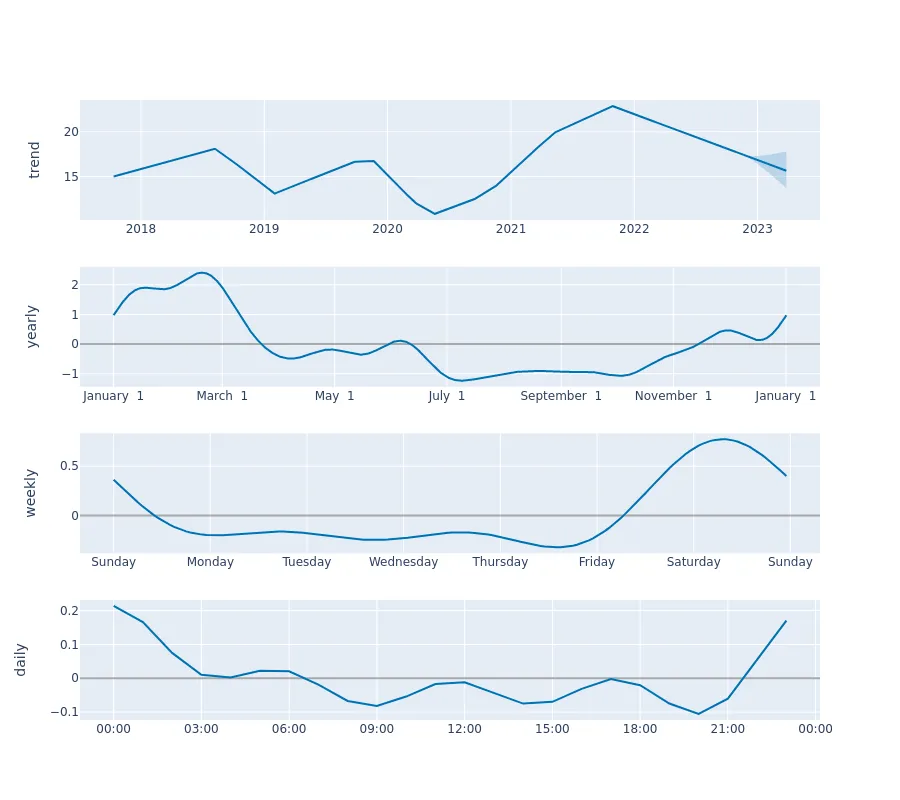 trend
20
15
2018 2019 2020 2021 2022 2023
yearly
2
1
0
−1
January 1 March 1 May 1 July 1 September 1 November 1 January 1
weekly
0.5
0
Sunday Monday Tuesday Wednesday Thursday Friday Saturday Sunday
daily
0.2
0.1
0
−0.1
00:00 03:00 06:00 09:00 12:00 15:00 18:00 21:00 00:00